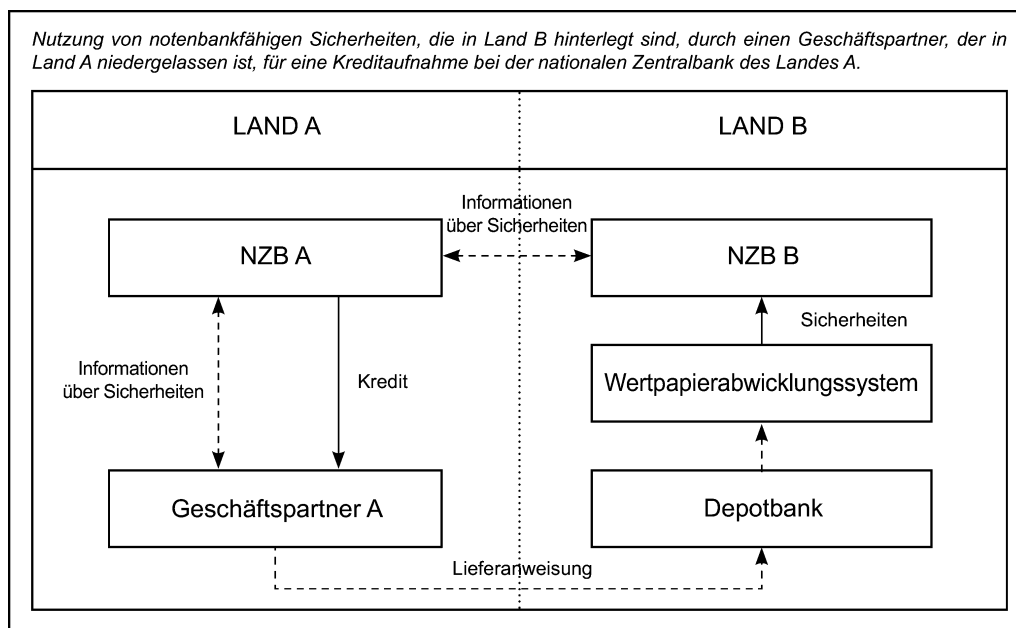 Nutzung von notenbankfähigen Sicherheiten, die in Land B hinterlegt sind, durch einen Geschäftspartner, der in
Land A niedergelassen ist, für eine Kreditaufnahme bei der nationalen Zentralbank des Landes A.
LAND A
LAND B
Informationen
über Sicherheiten
NZB A
NZB B
Sicherheiten
Informationen
über Sicherheiten
Kredit
Wertpapierabwicklungssystem
Geschäftspartner A
Depotbank
Lieferanweisung